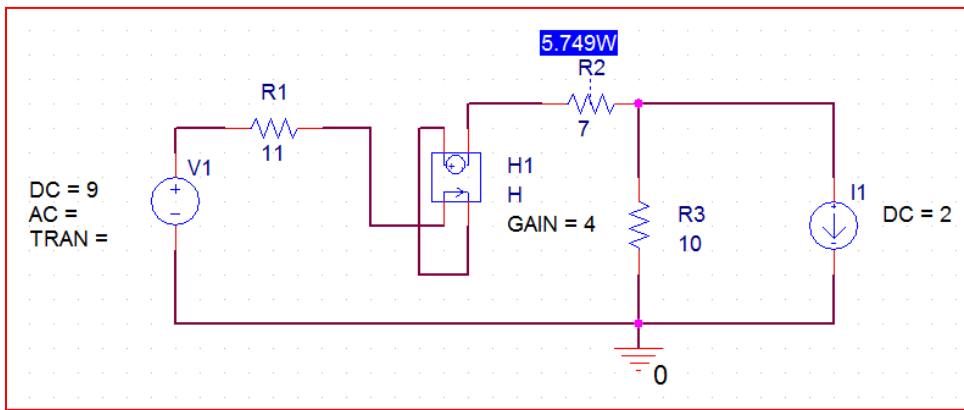 5.749W
R2
7
R1
11
V1
DC = 9
AC =
TRAN =
H1
H
GAIN = 4
R3
10
I1
DC = 2
0